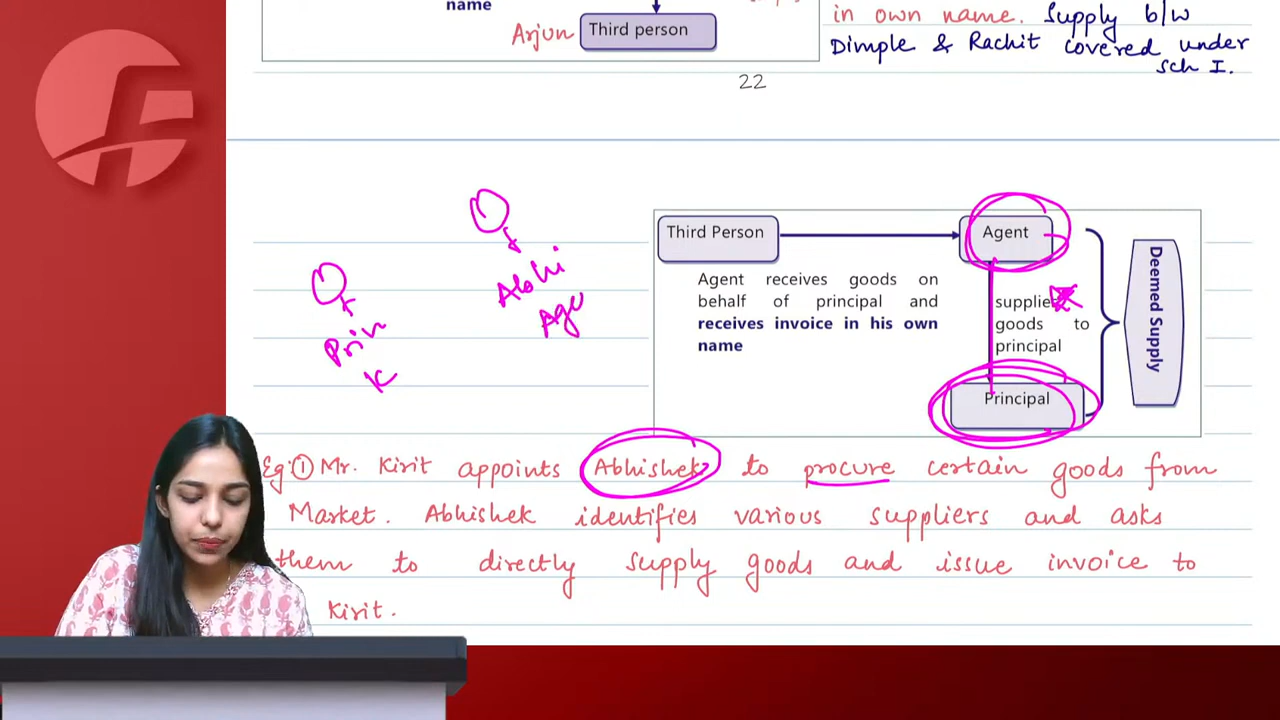 name
Arjun Third person
in own name. Supply b/w
Dimple & Rachit covered under
sch I.
22
Third Person
Agent
Agent receives goods on
behalf of principal and
receives invoice in his own
name
supplies
goods to
principal
Principal
Deemed Supply
Abhi
Age
Prin
K
Eg:① Mr. Kirit appoints Abhishek to procure certain goods from
Market. Abhishek identifies various suppliers and asks
them to directly supply goods and issue invoice to
Kirit.